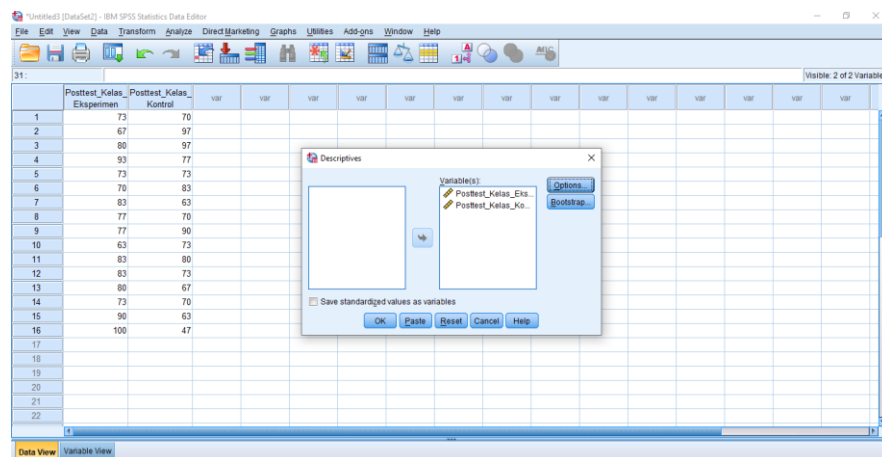 *Untitled3 [DataSet2] - IBM SPSS Statistics Data Editor
File Edit View Data Transform Analyze Direct Marketing Graphs Utilities Add-ons Window Help
31 :
Visible: 2 of 2 Variable
Posttest_Kelas_Eksperimen Posttest_Kelas_Kontrol var var var var var var var var var var var var var
1 73 70
2 67 97
3 80 97
4 93 77
5 73 73
6 70 83
7 83 63
8 77 70
9 77 90
10 63 73
11 83 80
12 83 73
13 80 67
14 73 70
15 90 63
16 100 47
17
18
19
20
21
22
Descriptives
Variable(s):
Posttest_Kelas_Eks...
Posttest_Kelas_Ko...
Options...
Bootstrap...
Save standardized values as variables
OK Paste Reset Cancel Help
Data View Variable View